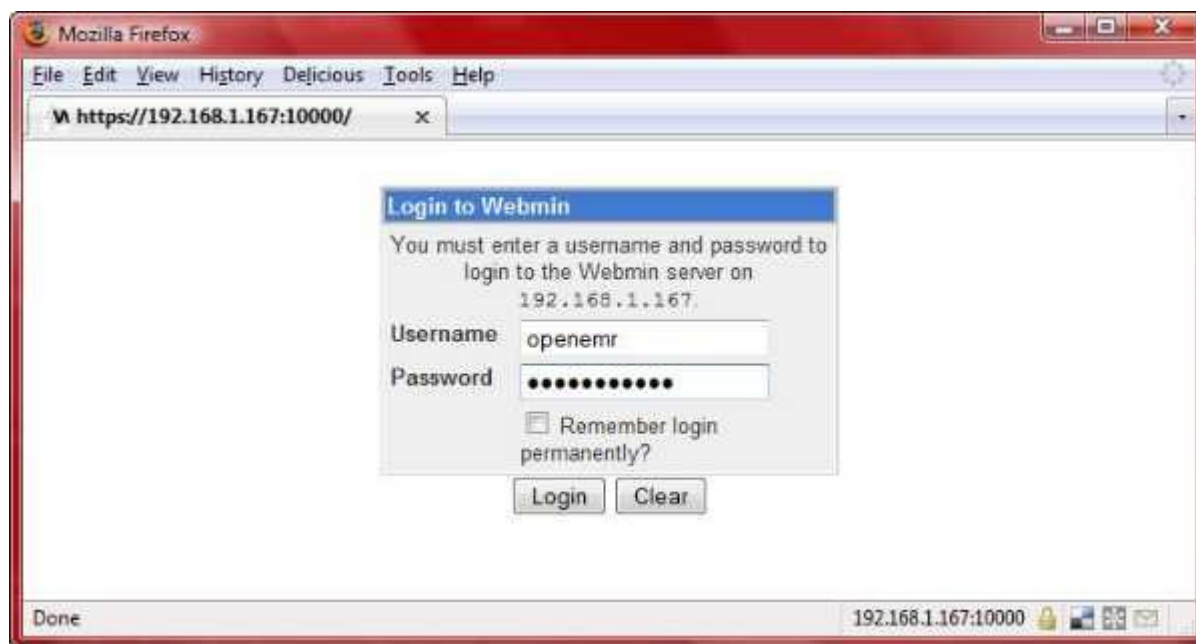 Mozilla Firefox
File Edit View History Delicious Tools Help
https://192.168.1.167:10000/
Login to Webmin
You must enter a username and password to
login to the Webmin server on
192.168.1.167.
Username openemr
Password ●●●●●●●●●●●
Remember login
permanently?
Login Clear
Done 192.168.1.167:10000